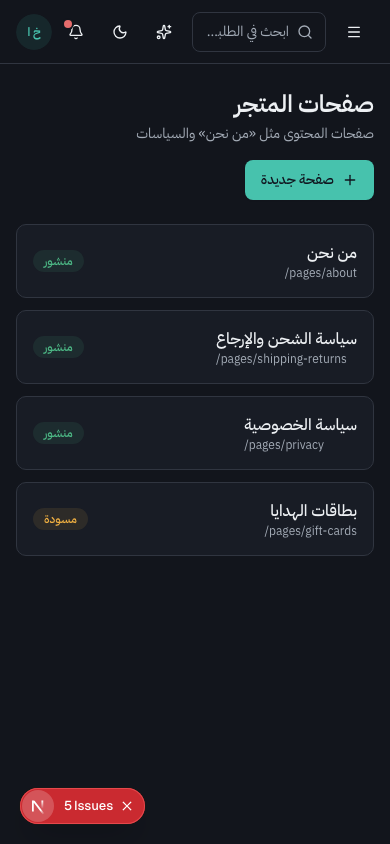 ابحث في الطلبـ...
خ ا
صفحات المتجر
صفحات المحتوى مثل «من نحن» والسياسات
صفحة جديدة
من نحن
/pages/about
منشور
سياسة الشحن والإرجاع
/pages/shipping-returns
منشور
سياسة الخصوصية
/pages/privacy
منشور
بطاقات الهدايا
/pages/gift-cards
مسودة
N 5 Issues